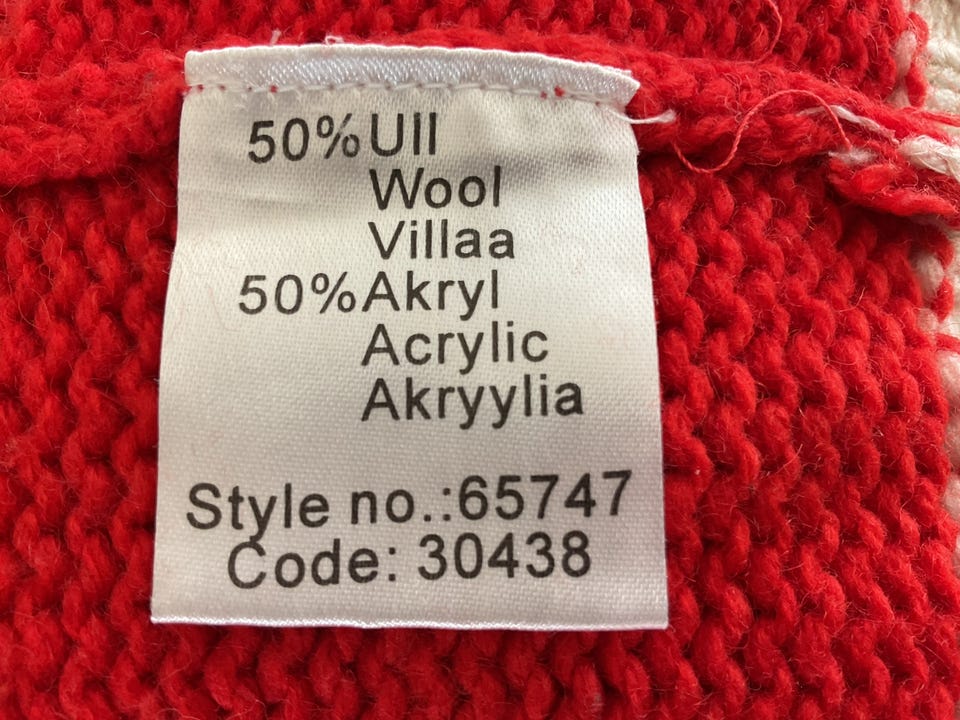 50%Ull
Wool
Villaa
50%Akryl
Acrylic
Akryylia
Style no.:65747
Code: 30438